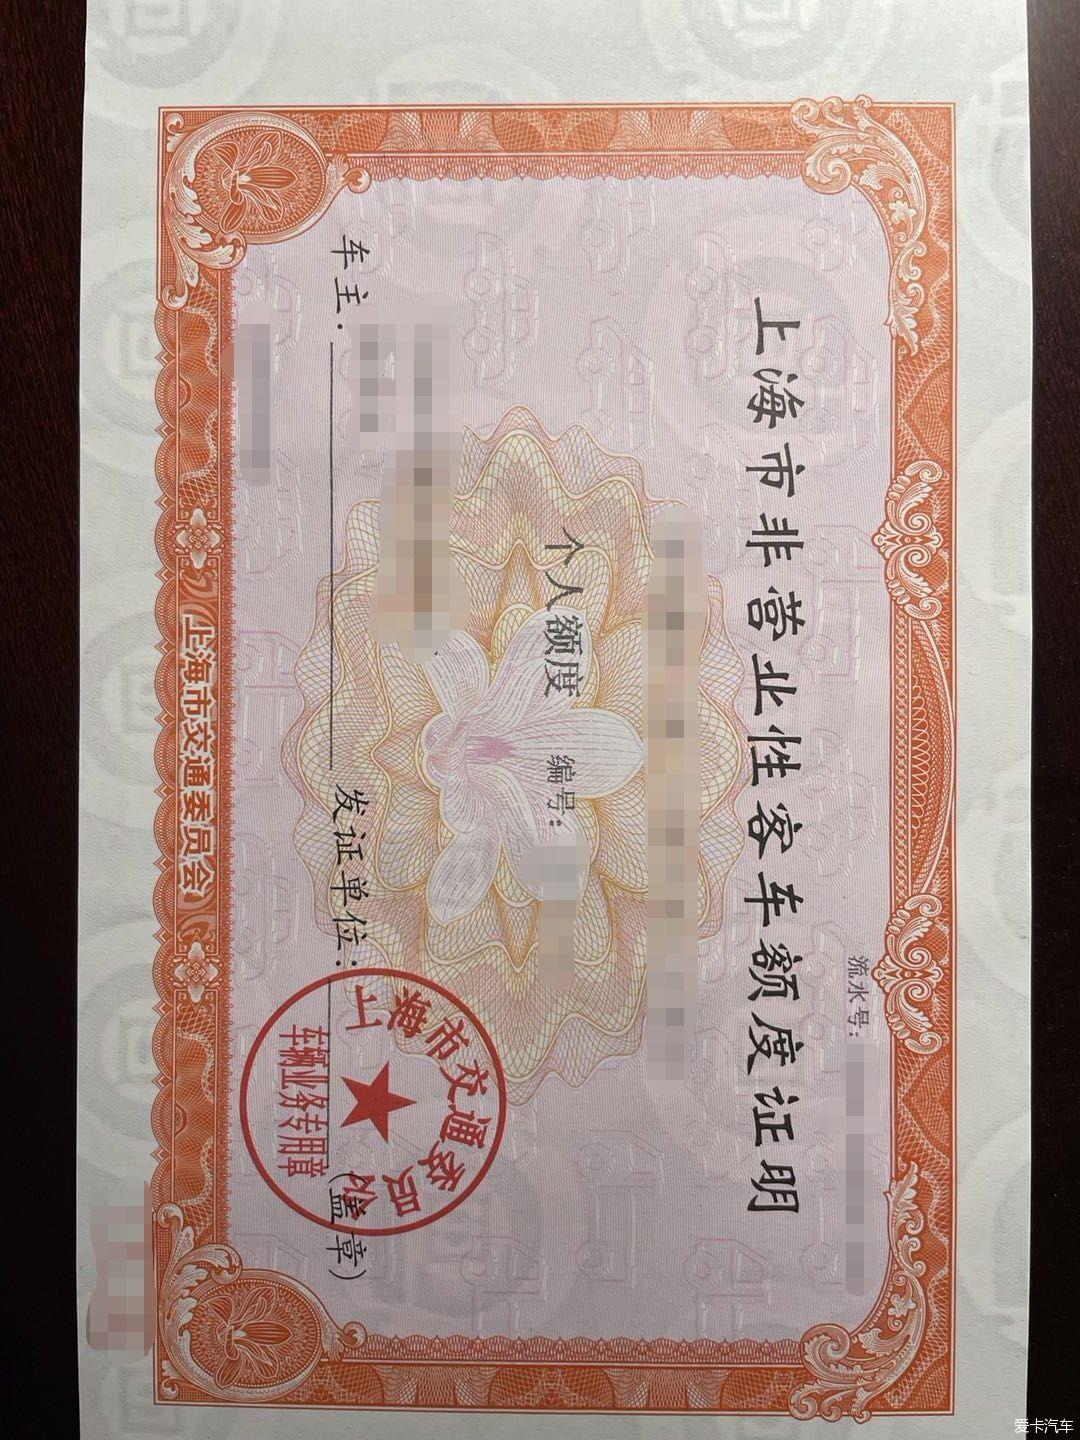 流水号:
上海市非营业性客车额度证明
个人额度 编号:
车主:
发证单位:
(盖章)
上海市交通委员会
车辆业务专用章
上海市交通委员会
爱卡汽车